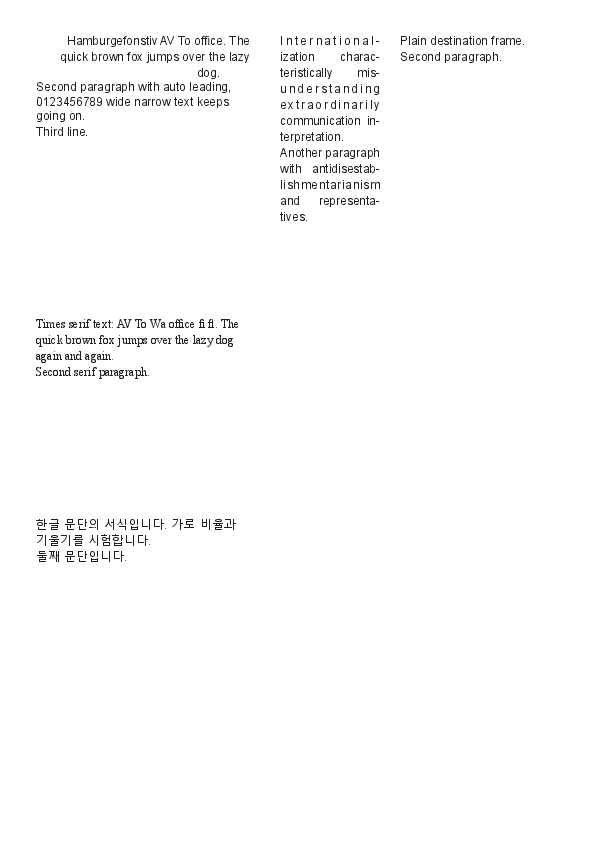 Hamburgefonstiv AV To office. The
quick brown fox jumps over the lazy
dog.
Second paragraph with auto leading,
0123456789 wide narrow text keeps
going on.
Third line.
International-
ization charac-
teristically mis-
understanding
extraordinarily
communication in-
terpretation.
Another paragraph
with antidisestab-
lishmentarianism
and representa-
tives.
Plain destination frame.
Second paragraph.
Times serif text: AV To Wa office fi fl. The
quick brown fox jumps over the lazy dog
again and again.
Second serif paragraph.
한글 문단의 서식입니다. 가로 비율과
기울기를 시험합니다.
둘째 문단입니다.